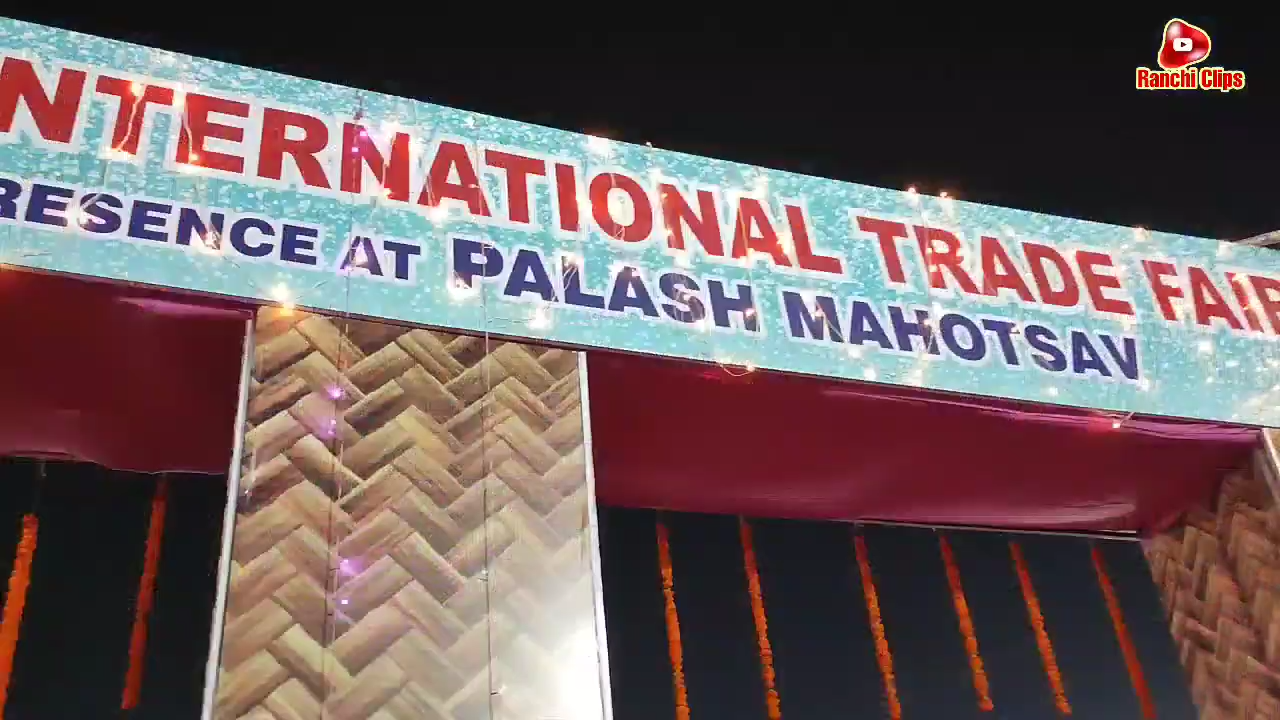 NTERNATIONAL TRADE FAIR
RESENCE AT PALASH MAHOTSAV
Ranchi Clips